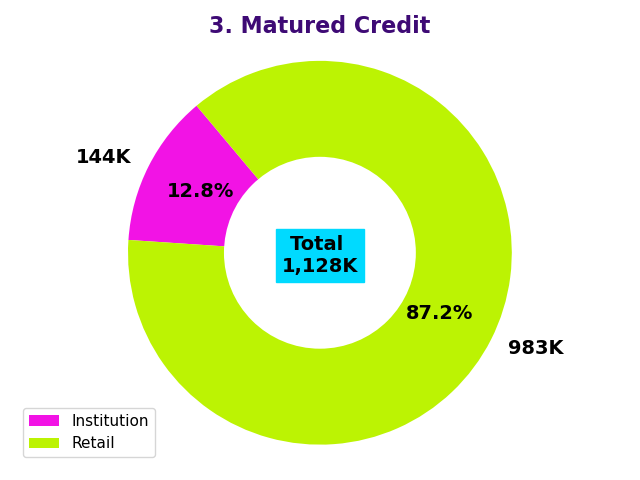 3. Matured Credit
144K
12.8%
Total
1,128K
87.2%
983K
Institution
Retail